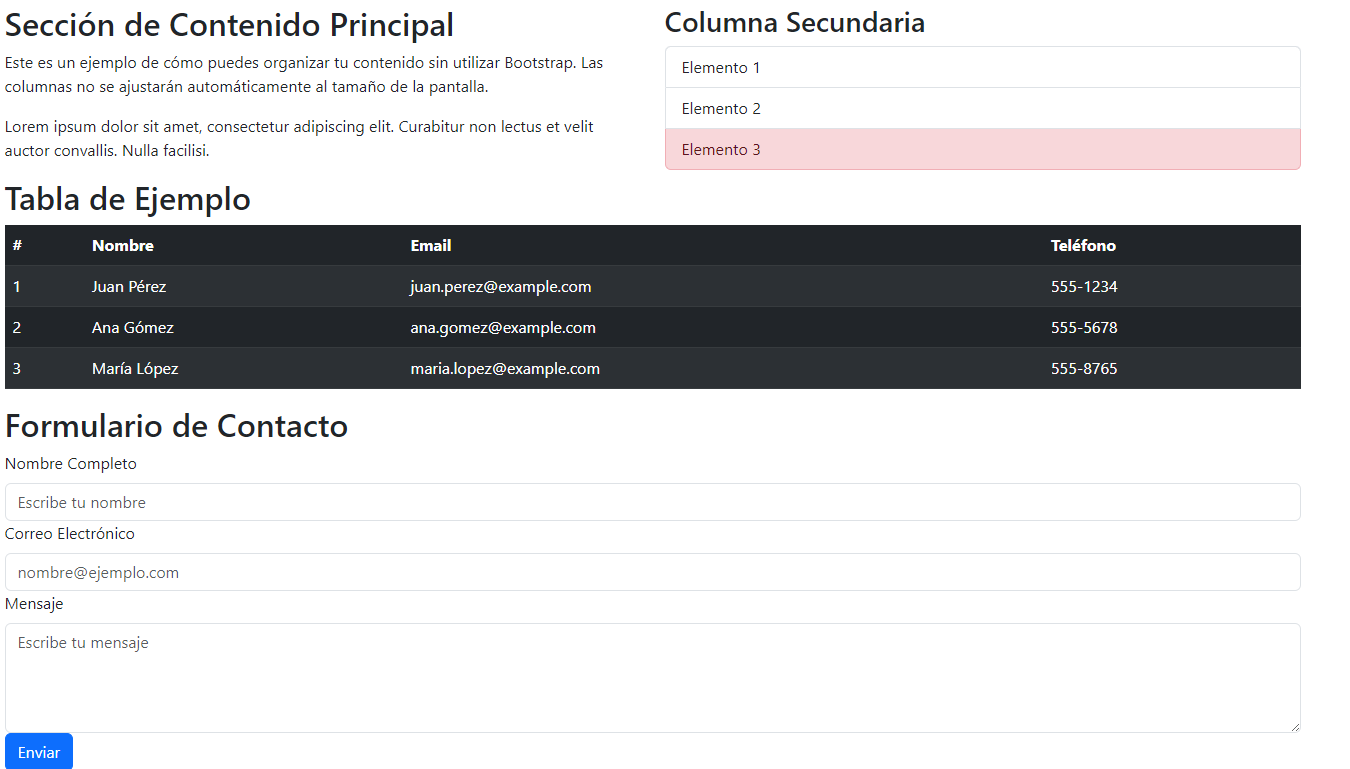 Sección de Contenido Principal
Este es un ejemplo de cómo puedes organizar tu contenido sin utilizar Bootstrap. Las
columnas no se ajustarán automáticamente al tamaño de la pantalla.
Lorem ipsum dolor sit amet, consectetur adipiscing elit. Curabitur non lectus et velit
auctor convallis. Nulla facilisi.
Columna Secundaria
Elemento 1
Elemento 2
Elemento 3
Tabla de Ejemplo
# Nombre Email Teléfono
1 Juan Pérez juan.perez@example.com 555-1234
2 Ana Gómez ana.gomez@example.com 555-5678
3 María López maria.lopez@example.com 555-8765
Formulario de Contacto
Nombre Completo
Escribe tu nombre
Correo Electrónico
nombre@ejemplo.com
Mensaje
Escribe tu mensaje
Enviar